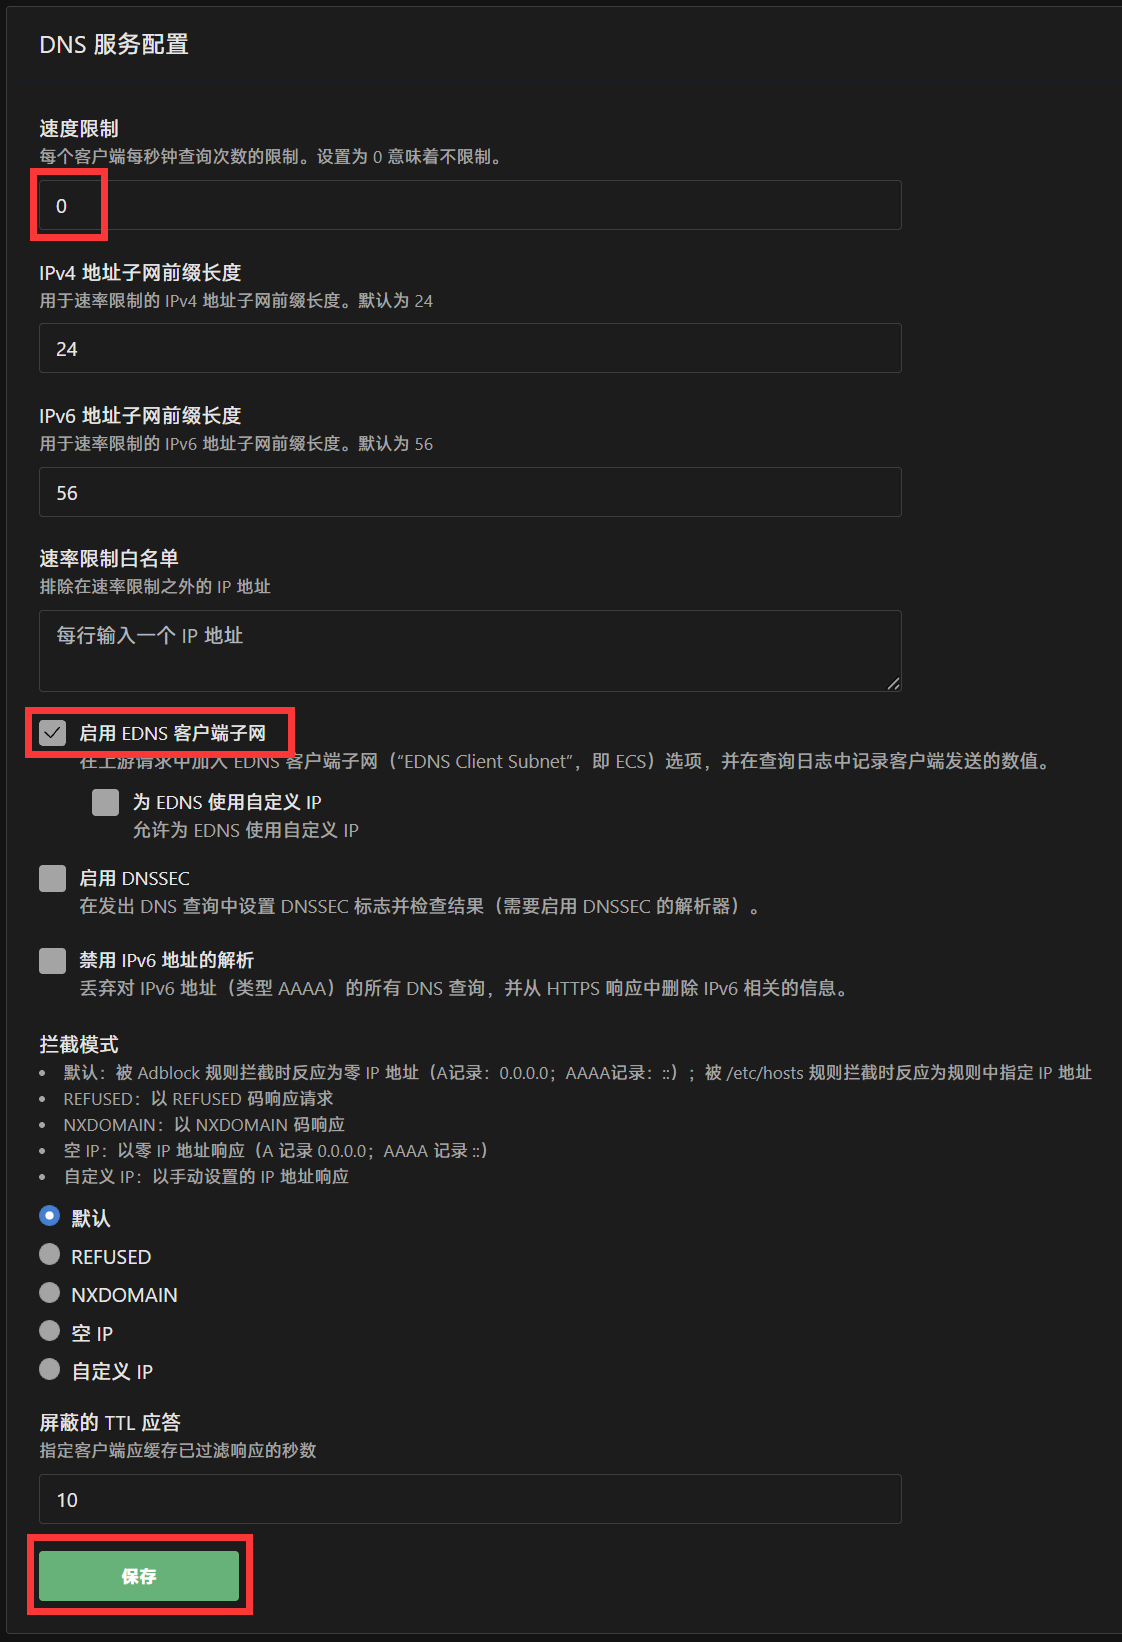 DNS 服务配置
速度限制
每个客户端每秒钟查询次数的限制。设置为 0 意味着不限制。
0
IPv4 地址子网前缀长度
用于速率限制的 IPv4 地址子网前缀长度。默认为 24
24
IPv6 地址子网前缀长度
用于速率限制的 IPv6 地址子网前缀长度。默认为 56
56
速率限制白名单
排除在速率限制之外的 IP 地址
每行输入一个 IP 地址
启用 EDNS 客户端子网
在上游请求中加入 EDNS 客户端子网（“EDNS Client Subnet”，即 ECS）选项，并在查询日志中记录客户端发送的数值。
为 EDNS 使用自定义 IP
允许为 EDNS 使用自定义 IP
启用 DNSSEC
在发出 DNS 查询中设置 DNSSEC 标志并检查结果（需要启用 DNSSEC 的解析器）。
禁用 IPv6 地址的解析
丢弃对 IPv6 地址（类型 AAAA）的所有 DNS 查询，并从 HTTPS 响应中删除 IPv6 相关的信息。
拦截模式
• 默认：被 Adblock 规则拦截时反应为零 IP 地址（A记录：0.0.0.0；AAAA记录：::）；被 /etc/hosts 规则拦截时反应为规则中指定 IP 地址
• REFUSED：以 REFUSED 码响应请求
• NXDOMAIN：以 NXDOMAIN 码响应
• 空 IP：以零 IP 地址响应（A 记录 0.0.0.0；AAAA 记录 ::）
• 自定义 IP：以手动设置的 IP 地址响应
默认
REFUSED
NXDOMAIN
空 IP
自定义 IP
屏蔽的 TTL 应答
指定客户端应缓存已过滤响应的秒数
10
保存